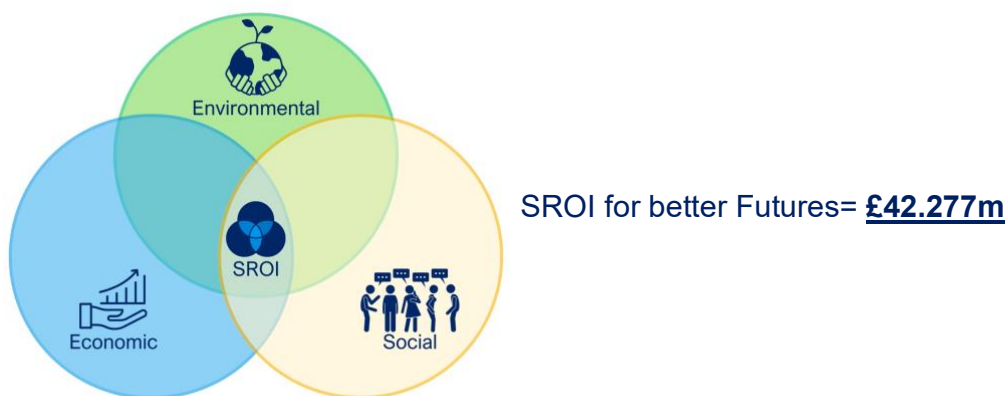 Environmental
SROI for better Futures= £42.277m
SROI
Economic
Social